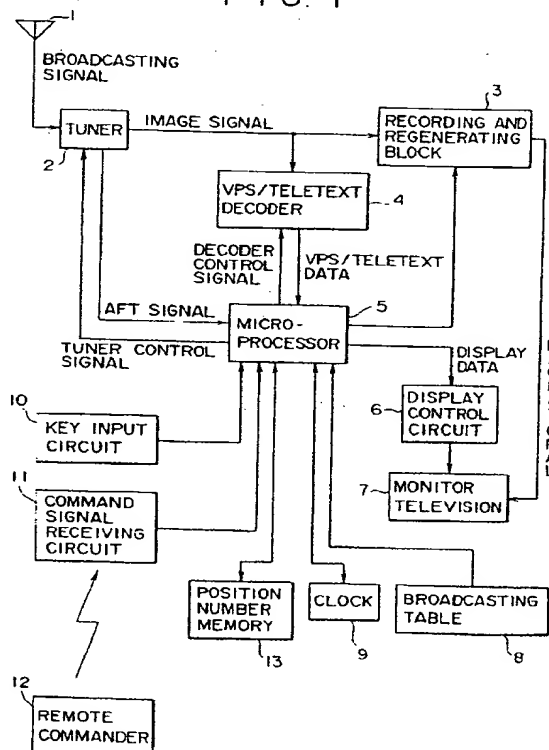 1
BROADCASTING
SIGNAL
TUNER
2
IMAGE SIGNAL
3
RECORDING AND
REGENERATING
BLOCK
VPS/TELETEXT
DECODER
4
DECODER
CONTROL
SIGNAL
VPS/TELETEXT
DATA
AFT SIGNAL
TUNER CONTROL
SIGNAL
5
MICRO-
PROCESSOR
DISPLAY
DATA
10
KEY INPUT
CIRCUIT
6
DISPLAY
CONTROL
CIRCUIT
11
COMMAND
SIGNAL
RECEIVING
CIRCUIT
7
MONITOR
TELEVISION
POSITION
NUMBER
MEMORY
13
CLOCK
9
BROADCASTING
TABLE
8
12
REMOTE
COMMANDER